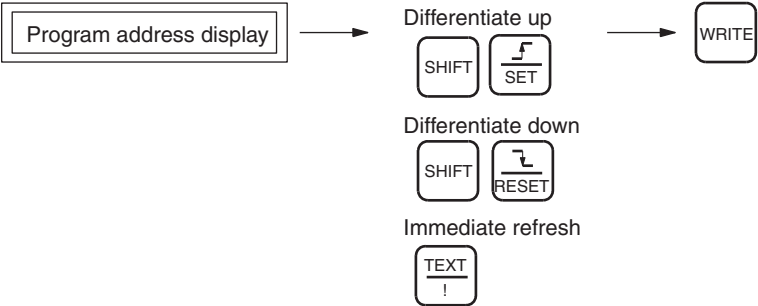 Program address display
Differentiate up
SHIFT
SET
WRITE
Differentiate down
SHIFT
RESET
Immediate refresh
TEXT
!